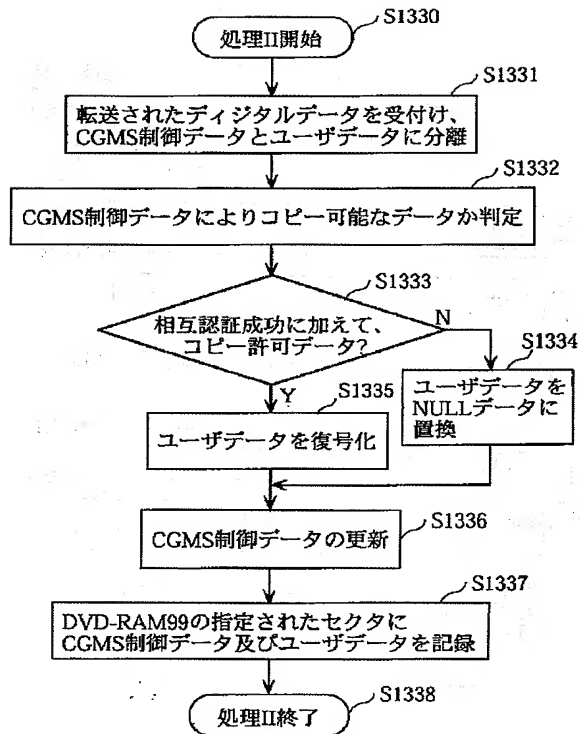 S1330
処理II開始
S1331
転送されたディジタルデータを受付け、
CGMS制御データとユーザデータに分離
S1332
CGMS制御データによりコピー可能なデータか判定
S1333
相互認証成功に加えて、
コピー許可データ?
N
S1334
ユーザデータを
NULLデータに
置換
Y
S1335
ユーザデータを復号化
S1336
CGMS制御データの更新
S1337
DVD-RAM99の指定されたセクタに
CGMS制御データ及びユーザデータを記録
S1338
処理II終了